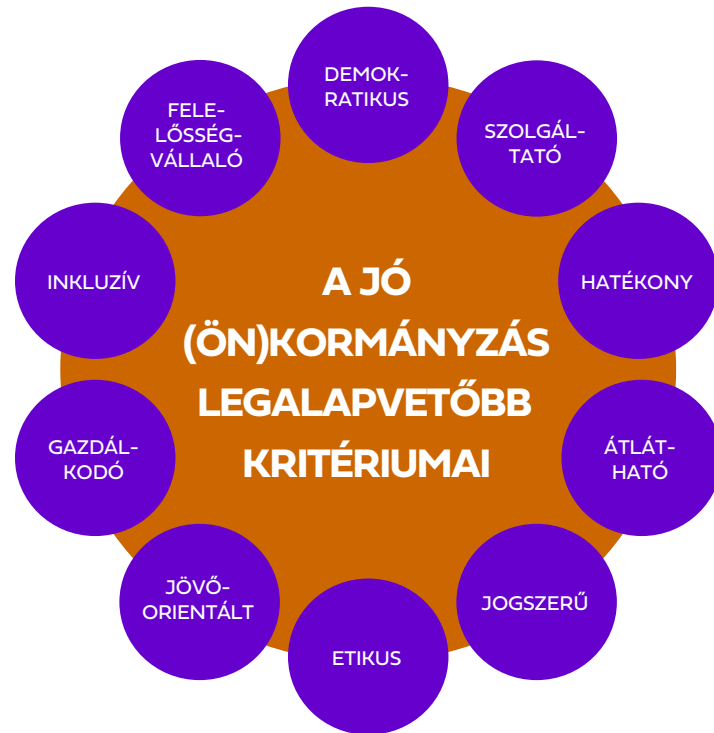 A JÓ
(ÖN)KORMÁNYZÁS
LEGALAPVETŐBB
KRITÉRIUMAI
DEMOK-
RATIKUS
SZOLGÁL-
TATÓ
HATÉKONY
ÁTLÁT-
HATÓ
JOGSZERŰ
ETIKUS
JÖVŐ-
ORIENTÁLT
GAZDÁL-
KODÓ
INKLUZÍV
FELE-
LŐSSÉG-
VÁLLALÓ